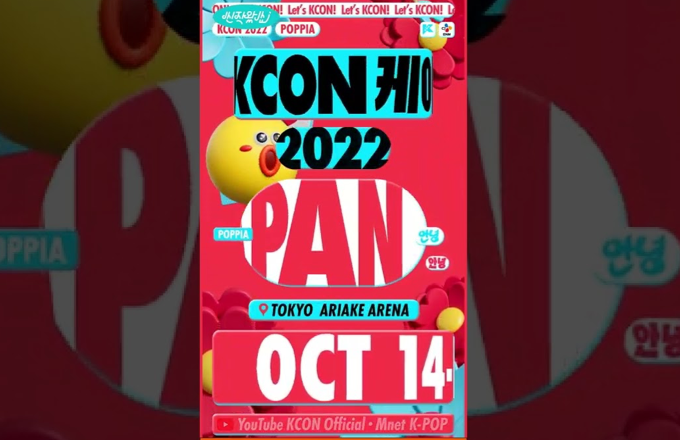 Let's KCON! Let's KCON! Let's KCON!
KCON 2022 POPPIA
KCON 케이
2022
PAN
POPPIA
안녕
안녕
TOKYO ARIAKE ARENA
OCT 14-
YouTube KCON Official • Mnet K-POP